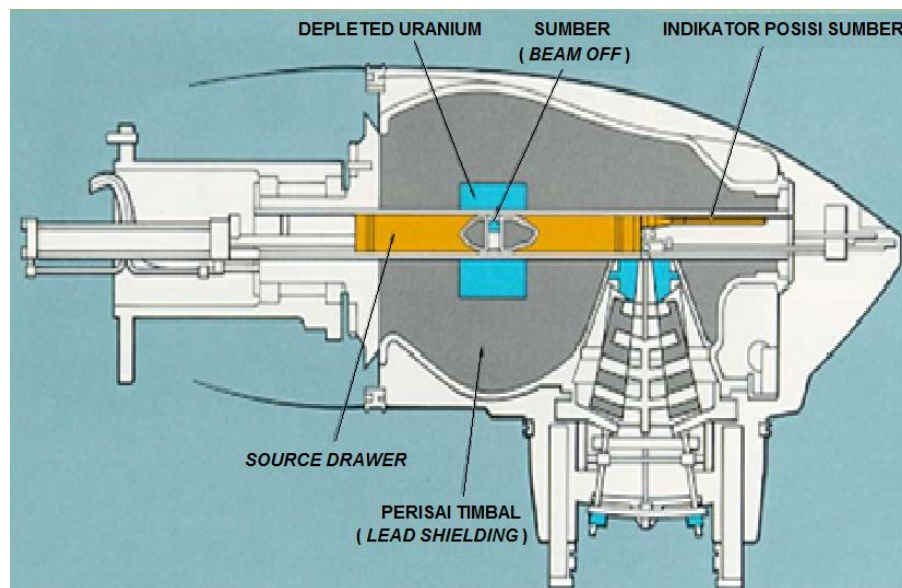 DEPLETED URANIUM
SUMBER
( BEAM OFF )
INDIKATOR POSISI SUMBER
SOURCE DRAWER
PERISAI TIMBAL
( LEAD SHIELDING )